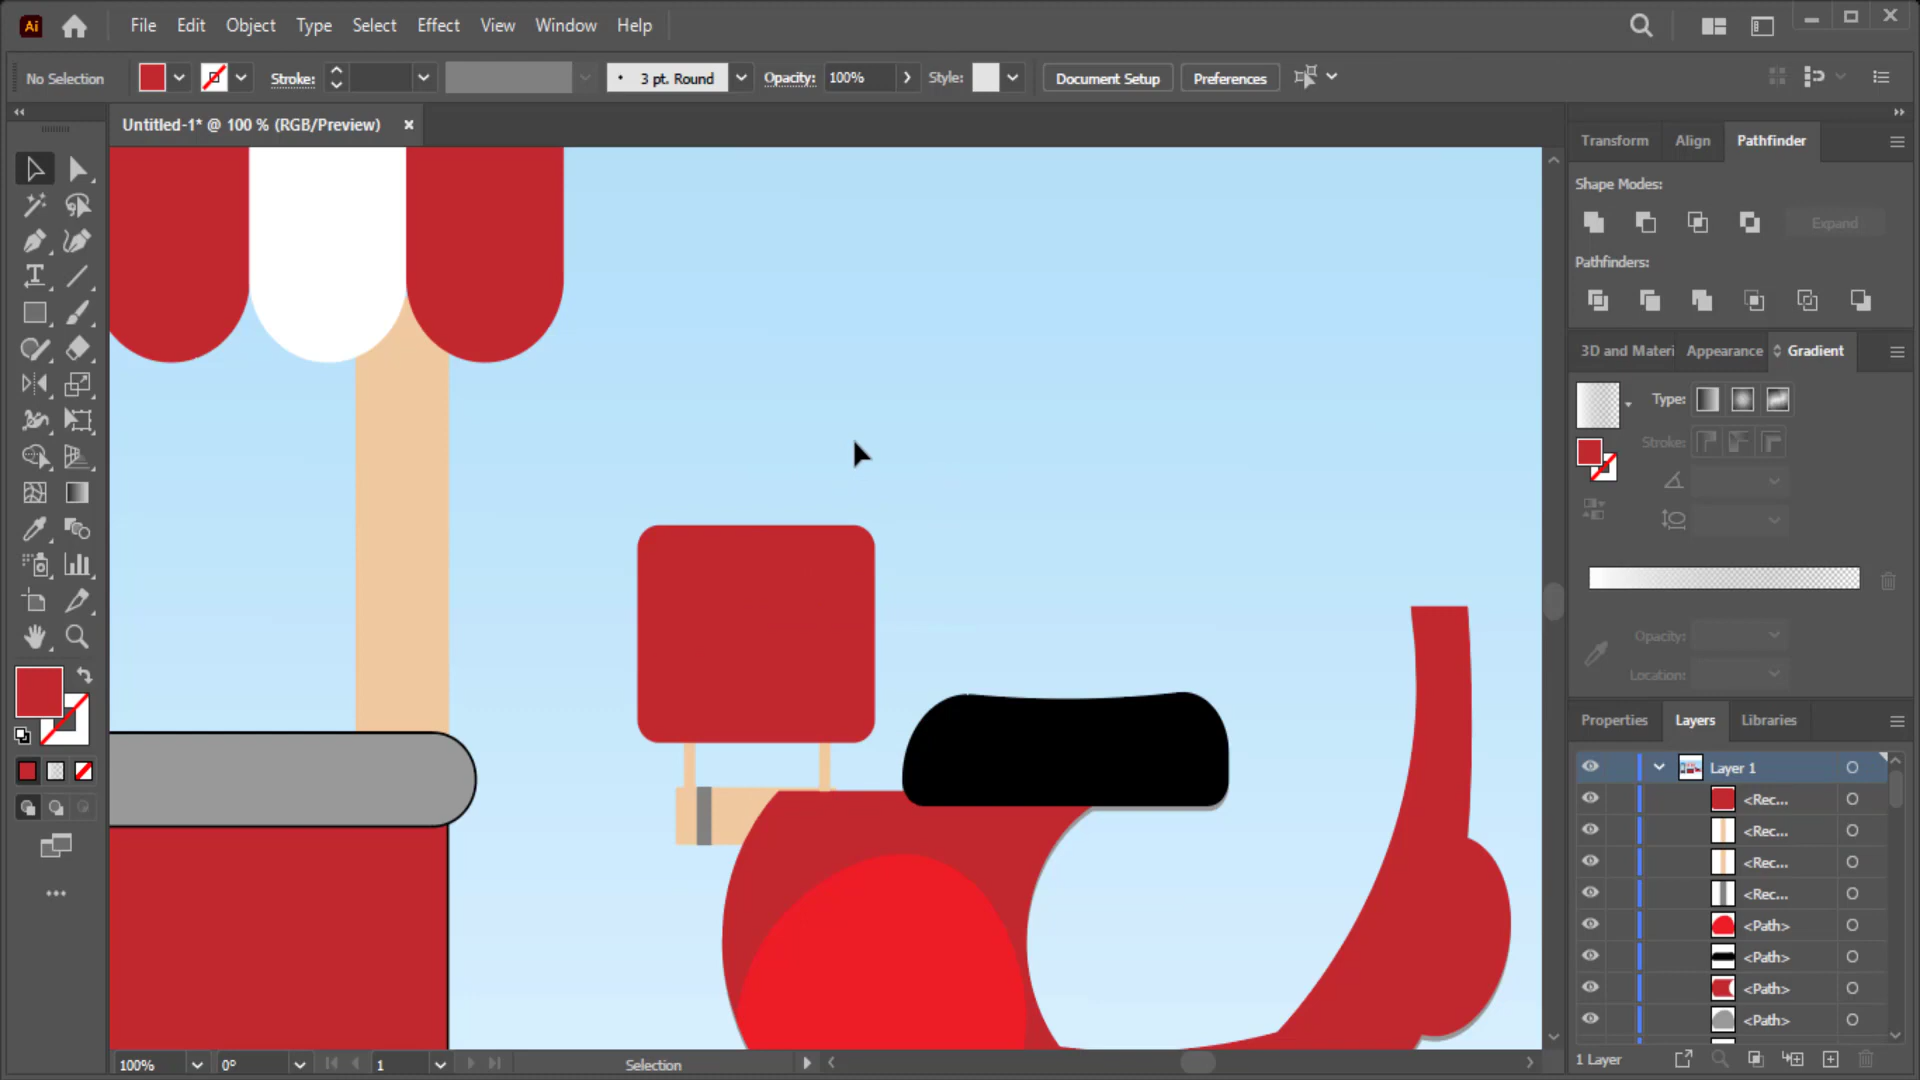 Ai File Edit Object Type Select Effect View Window Help
No Selection Stroke: 3 pt. Round Opacity: 100% Style: Document Setup Preferences
Untitled-1* @ 100 % (RGB/Preview) ×
Transform Align Pathfinder
Shape Modes:
Expand
Pathfinders:
3D and Materi Appearance Gradient
Type:
Stroke:
Opacity:
Location:
Properties Layers Libraries
Layer 1
<Rec...
<Rec...
<Rec...
<Rec...
<Path>
<Path>
<Path>
<Path>
100% 0° 1 Selection
1 Layer